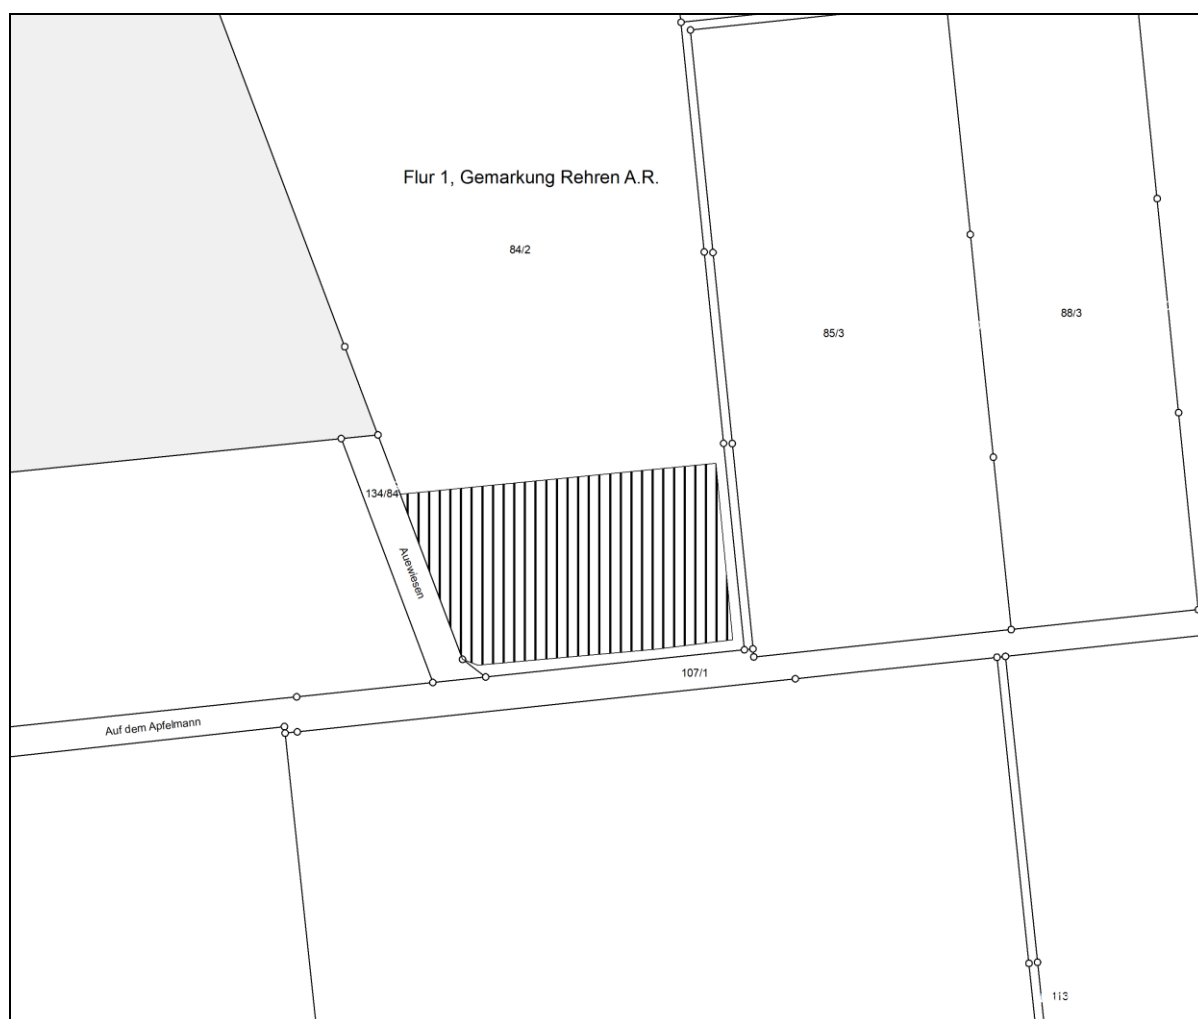 Flur 1, Gemarkung Rehren A.R.
84/2
88/3
85/3
134/84
Auewiesen
107/1
Auf dem Apfelmann
113